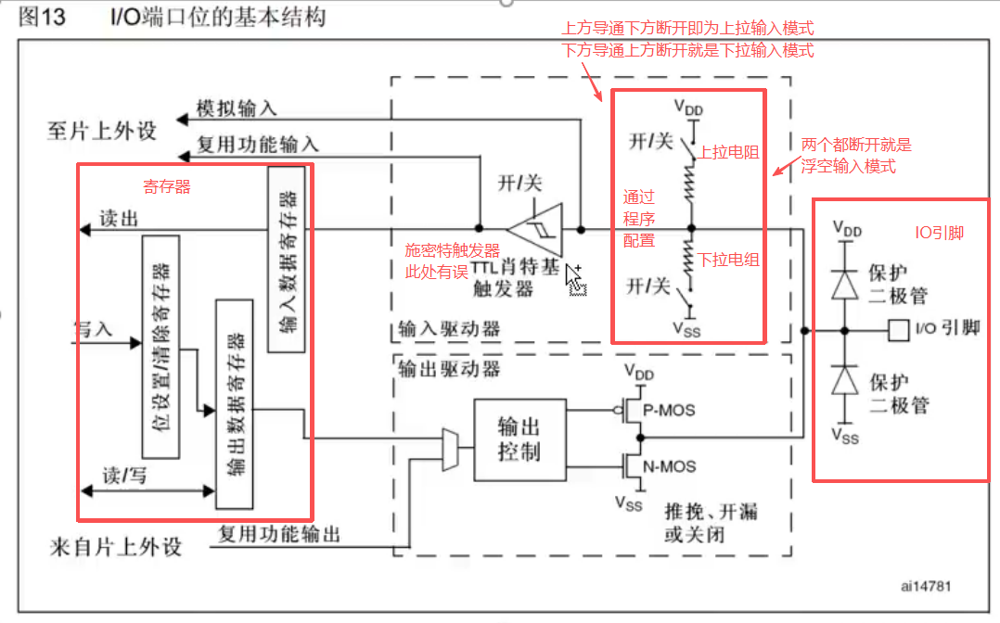 图13 I/O端口位的基本结构
上方导通下方断开即为上拉输入模式
下方导通上方断开就是下拉输入模式
模拟输入
至片上外设
复用功能输入
VDD
开/关
上拉电阻
两个都断开就是
浮空输入模式
寄存器
开/关
通过
程序
配置
读出
输入数据寄存器
施密特触发器
此处有误
TTL肖特基
触发器
下拉电组
开/关
VSS
VDD
IO引脚
保护
二极管
I/O 引脚
保护
二极管
VSS
写入
位设置/清除寄存器
输出数据寄存器
输入驱动器
输出驱动器
VDD
P-MOS
输出
控制
N-MOS
VSS
推挽、开漏
或关闭
读/写
来自片上外设
复用功能输出
ai14781